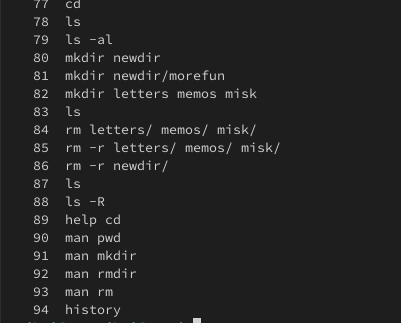 77 cd
78 ls
79 ls -al
80 mkdir newdir
81 mkdir newdir/morefun
82 mkdir letters memos misk
83 ls
84 rm letters/ memos/ misk/
85 rm -r letters/ memos/ misk/
86 rm -r newdir/
87 ls
88 ls -R
89 help cd
90 man pwd
91 man mkdir
92 man rmdir
93 man rm
94 history